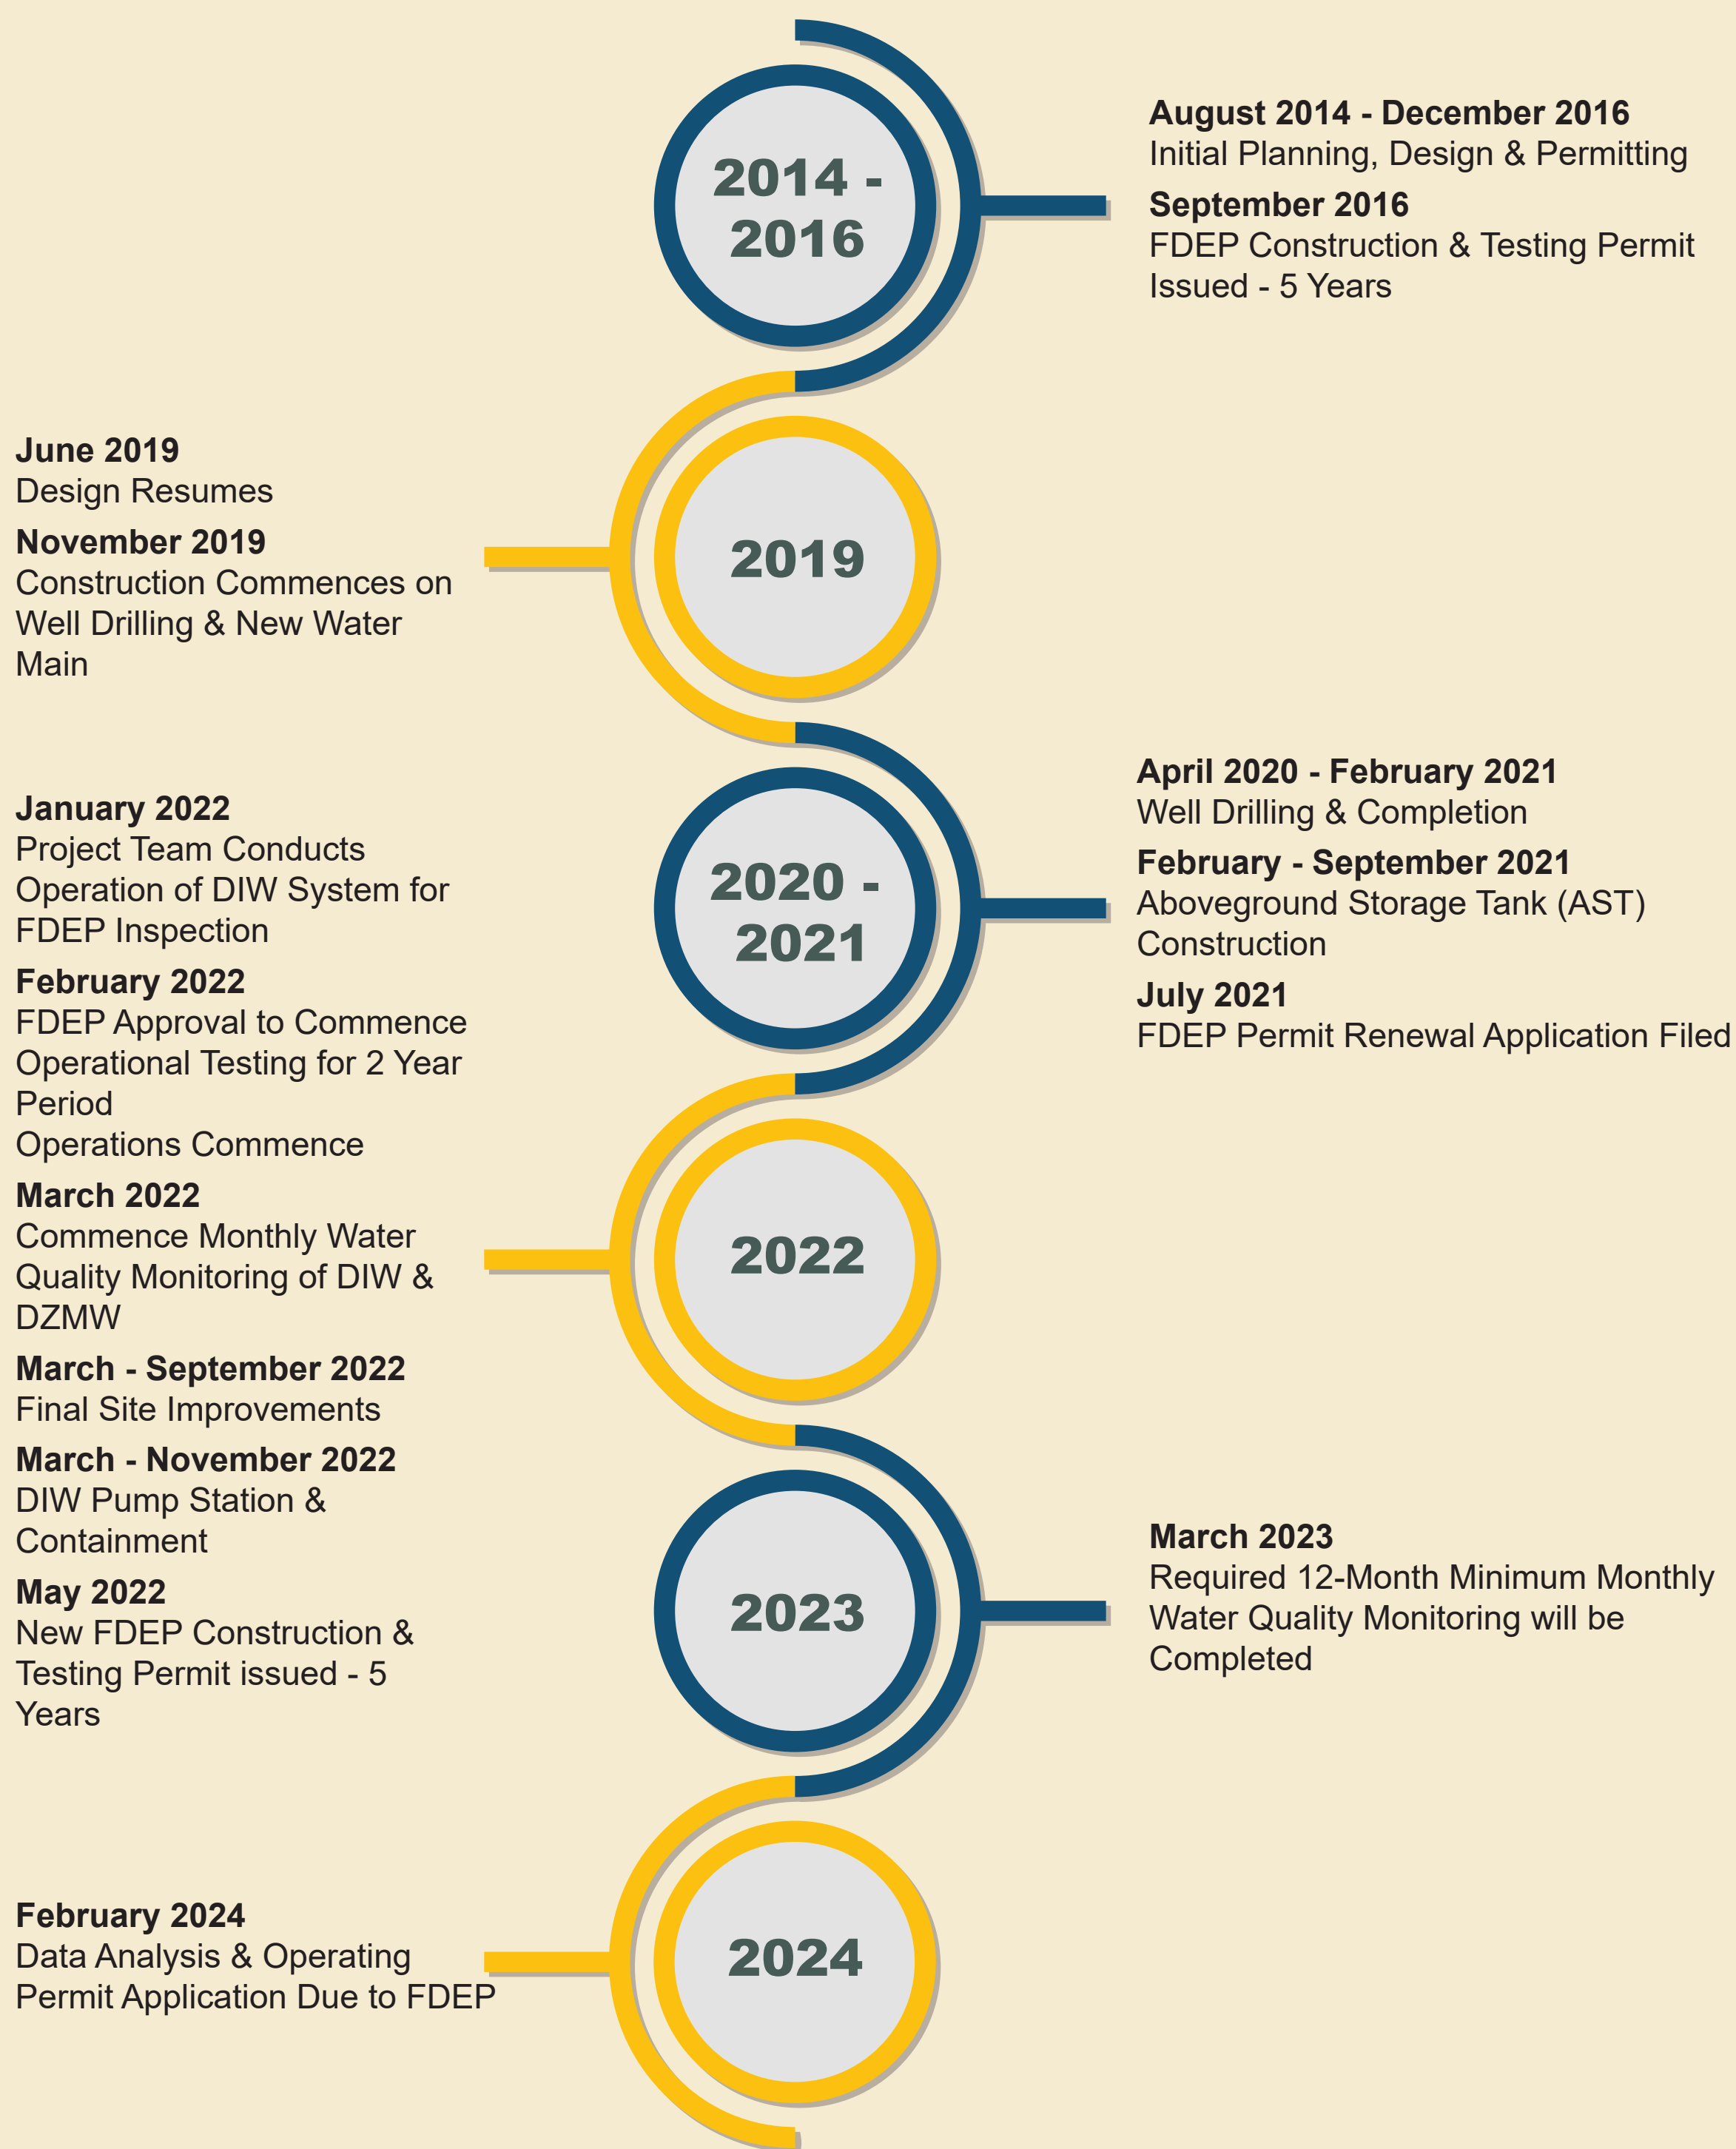 2014 -
2016
August 2014 - December 2016
Initial Planning, Design & Permitting
September 2016
FDEP Construction & Testing Permit
Issued - 5 Years
June 2019
Design Resumes
November 2019
Construction Commences on
Well Drilling & New Water
Main
2019
2020 -
2021
April 2020 - February 2021
Well Drilling & Completion
February - September 2021
Aboveground Storage Tank (AST)
Construction
July 2021
FDEP Permit Renewal Application Filed
January 2022
Project Team Conducts
Operation of DIW System for
FDEP Inspection
February 2022
FDEP Approval to Commence
Operational Testing for 2 Year
Period
Operations Commence
March 2022
Commence Monthly Water
Quality Monitoring of DIW &
DZMW
March - September 2022
Final Site Improvements
March - November 2022
DIW Pump Station &
Containment
May 2022
New FDEP Construction &
Testing Permit issued - 5
Years
2022
2023
March 2023
Required 12-Month Minimum Monthly
Water Quality Monitoring will be
Completed
February 2024
Data Analysis & Operating
Permit Application Due to FDEP
2024